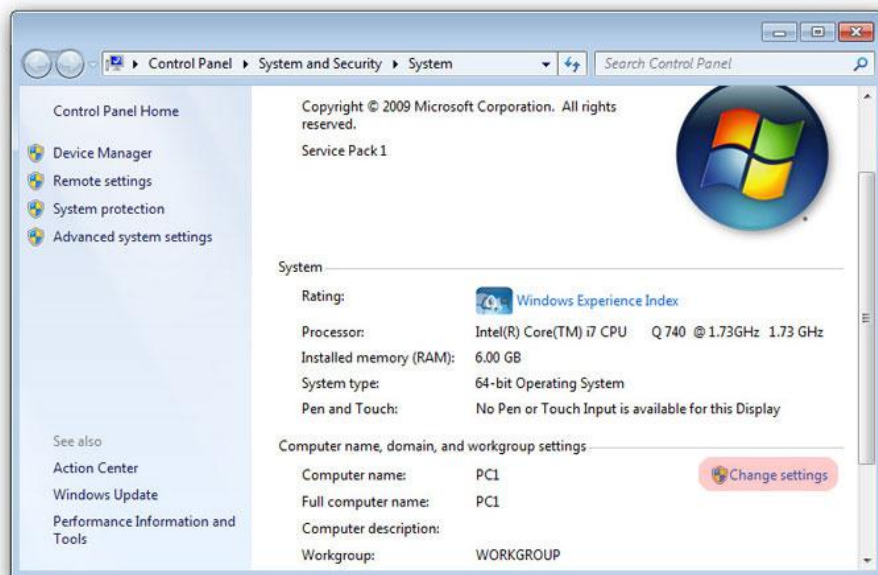 Control Panel ▸ System and Security ▸ System
Search Control Panel
Control Panel Home
Device Manager
Remote settings
System protection
Advanced system settings
See also
Action Center
Windows Update
Performance Information and
Tools
Copyright © 2009 Microsoft Corporation. All rights
reserved.
Service Pack 1
System
Rating: Windows Experience Index
Processor: Intel(R) Core(TM) i7 CPU Q 740 @ 1.73GHz 1.73 GHz
Installed memory (RAM): 6.00 GB
System type: 64-bit Operating System
Pen and Touch: No Pen or Touch Input is available for this Display
Computer name, domain, and workgroup settings
Computer name: PC1 Change settings
Full computer name: PC1
Computer description:
Workgroup: WORKGROUP